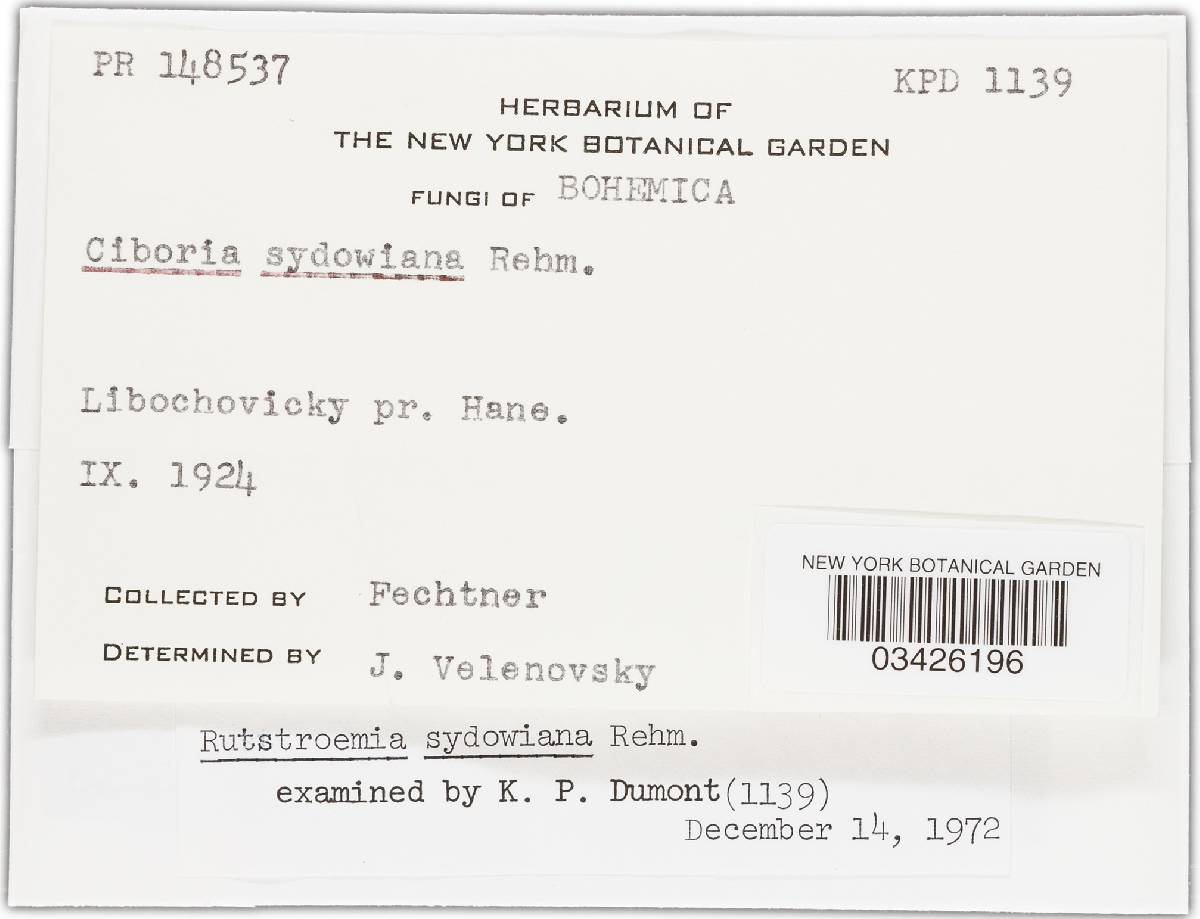 PR 148537
KPD 1139
HERBARIUM OF
THE NEW YORK BOTANICAL GARDEN
FUNGI OF BOHEMICA
Ciboria sydowiana Rehm.
Libochovicky pr. Hane.
IX. 1924
COLLECTED BY Fechtner
DETERMINED BY J. Velenovsky
NEW YORK BOTANICAL GARDEN
03426196
Rutstroemia sydowiana Rehm.
examined by K. P. Dumont(1139)
December 14, 1972